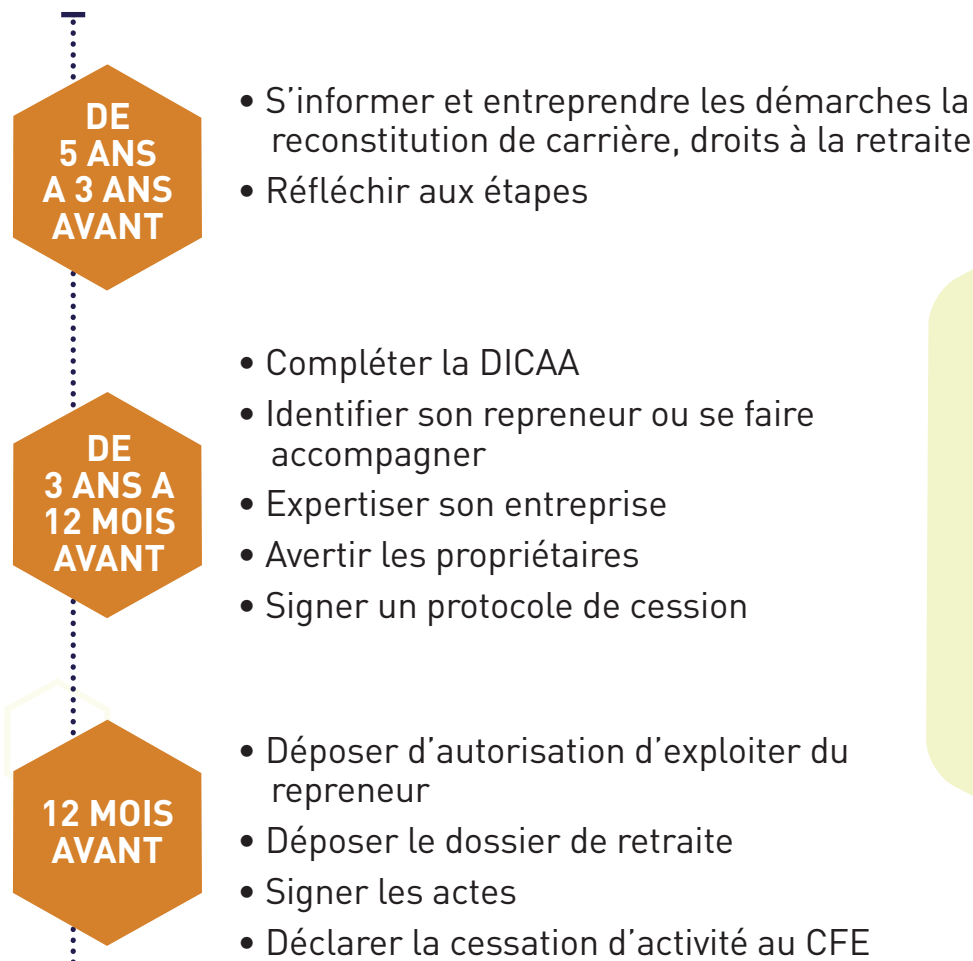 DE
5 ANS
A 3 ANS
AVANT
• S’informer et entreprendre les démarches la
reconstitution de carrière, droits à la retraite
• Réfléchir aux étapes
DE
3 ANS A
12 MOIS
AVANT
• Compléter la DICAA
• Identifier son repreneur ou se faire
accompagner
• Expertiser son entreprise
• Avertir les propriétaires
• Signer un protocole de cession
12 MOIS
AVANT
• Déposer d’autorisation d’exploiter du
repreneur
• Déposer le dossier de retraite
• Signer les actes
• Déclarer la cessation d’activité au CFE